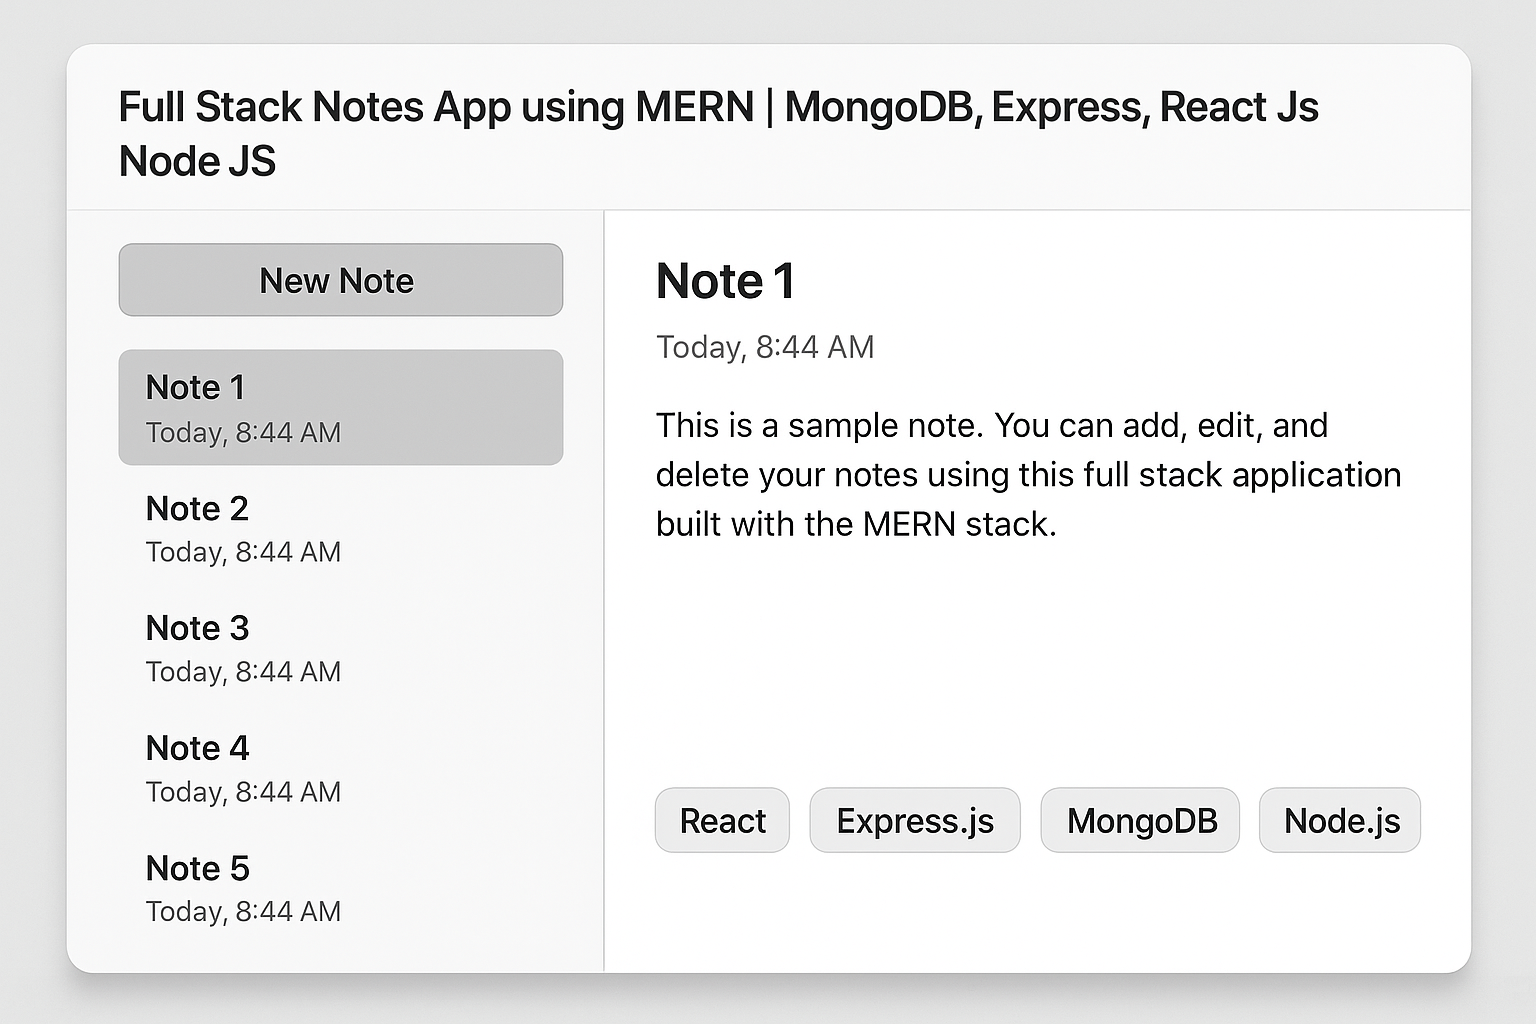 Full Stack Notes App using MERN | MongoDB, Express, React Js
Node JS
New Note
Note 1
Today, 8:44 AM
Note 2
Today, 8:44 AM
Note 3
Today, 8:44 AM
Note 4
Today, 8:44 AM
Note 5
Today, 8:44 AM
Note 1
Today, 8:44 AM
This is a sample note. You can add, edit, and
delete your notes using this full stack application
built with the MERN stack.
React
Express.js
MongoDB
Node.js